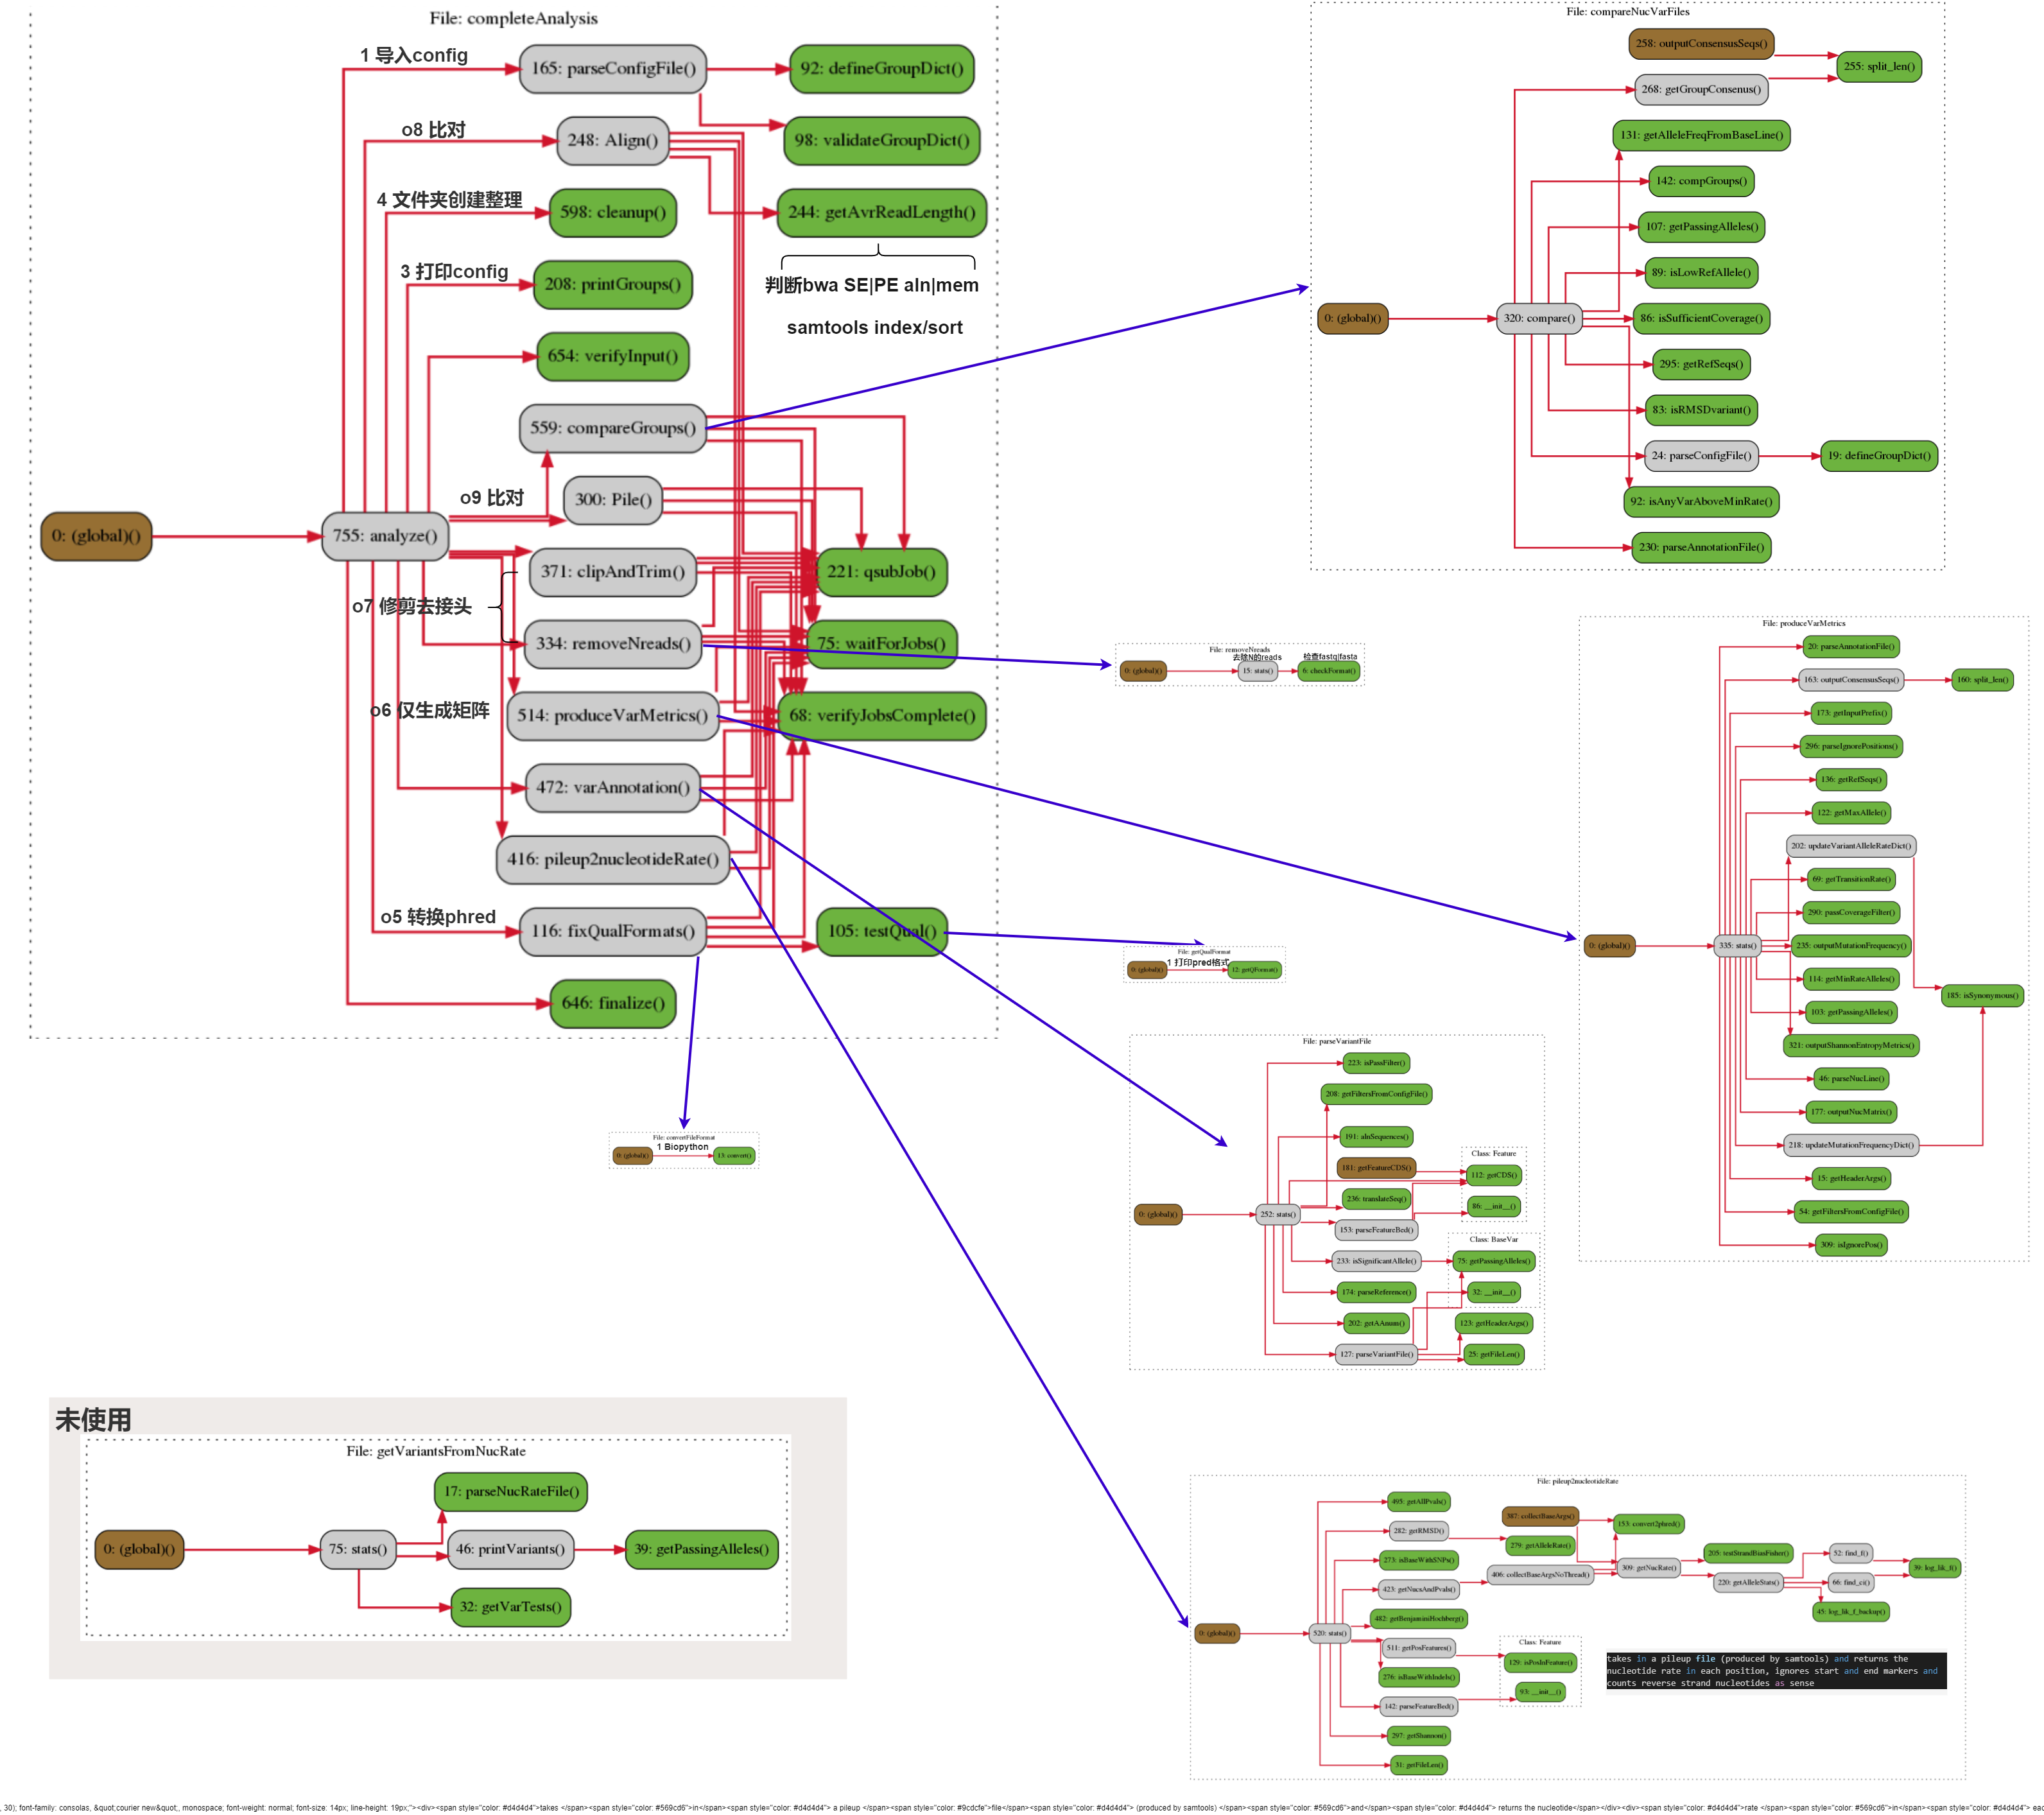 File: completeAnalysis
1 导入config
165: parseConfigFile()
92: defineGroupDict()
o8 比对
248: Align()
98: validateGroupDict()
4 文件夹创建整理
598: cleanup()
244: getAvrReadLength()
3 打印config
208: printGroups()
判断bwa SE|PE aln|mem
samtools index/sort
654: verifyInput()
559: compareGroups()
o9 比对
300: Pile()
0: (global)()
755: analyze()
371: clipAndTrim()
221: qsubJob()
o7 修剪去接头
334: removeNreads()
75: waitForJobs()
o6 仅生成矩阵
514: produceVarMetrics()
68: verifyJobsComplete()
472: varAnnotation()
416: pileup2nucleotideRate()
o5 转换phred
116: fixQualFormats()
105: testQual()
646: finalize()
File: compareNucVarFiles
258: outputConsensusSeqs()
255: split_len()
268: getGroupConsenus()
131: getAlleleFreqFromBaseLine()
142: compGroups()
107: getPassingAlleles()
89: isLowRefAllele()
0: (global)()
320: compare()
86: isSufficientCoverage()
295: getRefSeqs()
83: isRMSDvariant()
24: parseConfigFile()
19: defineGroupDict()
92: isAnyVarAboveMinRate()
230: parseAnnotationFile()
File: removeNreads
去除N的reads
检查fastq|fasta
0: (global)()
15: stats()
6: checkFormat()
File: produceVarMetrics
20: parseAnnotationFile()
163: outputConsensusSeqs()
160: split_len()
173: getInputPrefix()
296: parseIgnorePositions()
136: getRefSeqs()
122: getMaxAllele()
202: updateVariantAlleleRateDict()
69: getTransitionRate()
290: passCoverageFilter()
0: (global)()
335: stats()
235: outputMutationFrequency()
114: getMinRateAlleles()
185: isSynonymous()
103: getPassingAlleles()
321: outputShannonEntropyMetrics()
46: parseNucLine()
177: outputNucMatrix()
218: updateMutationFrequencyDict()
15: getHeaderArgs()
54: getFiltersFromConfigFile()
309: isIgnorePos()
File: getQualFormat
1 打印pred格式
0: (global)()
12: getQFormat()
File: convertFileFormat
1 Biopython
0: (global)()
13: convert()
File: parseVariantFile
223: isPassFilter()
208: getFiltersFromConfigFile()
191: alnSequences()
Class: Feature
181: getFeatureCDS()
112: getCDS()
236: translateSeq()
86: __init__()
0: (global)()
252: stats()
153: parseFeatureBed()
Class: BaseVar
233: isSignificantAllele()
75: getPassingAlleles()
174: parseReference()
32: __init__()
202: getAAnum()
123: getHeaderArgs()
127: parseVariantFile()
25: getFileLen()
未使用
File: getVariantsFromNucRate
17: parseNucRateFile()
0: (global)()
75: stats()
46: printVariants()
39: getPassingAlleles()
32: getVarTests()
File: pileup2nucleotideRate
495: getAllPvals()
387: collectBaseArgs()
153: convert2phred()
282: getRMSD()
279: getAlleleRate()
205: testStrandBiasFisher()
52: find_f()
273: isBaseWithSNPs()
309: getNucRate()
39: log_lik_f()
406: collectBaseArgsNoThread()
220: getAlleleStats()
66: find_ci()
423: getNucsAndPvals()
45: log_lik_f_backup()
482: getBenjaminiHochberg()
0: (global)()
520: stats()
Class: Feature
511: getPosFeatures()
129: isPosInFeature()
276: isBaseWithIndels()
93: __init__()
142: parseFeatureBed()
297: getShannon()
31: getFileLen()
takes in a pileup file (produced by samtools) and returns the
nucleotide rate in each position, ignores start and end markers and
counts reverse strand nucleotides as sense
, 30); font-family: consolas, &quot;courier new&quot;, monospace; font-weight: normal; font-size: 14px; line-height: 19px;"><div><span style="color: #d4d4d4">takes </span><span style="color: #569cd6">in</span><span style="color: #d4d4d4"> a pileup </span><span style="color: #9cdcfe">file</span><span style="color: #d4d4d4"> (produced by samtools) </span><span style="color: #569cd6">and</span><span style="color: #d4d4d4"> returns the nucleotide</span></div><div><span style="color: #d4d4d4">rate </span><span style="color: #569cd6">in</span><span style="color: #d4d4d4">